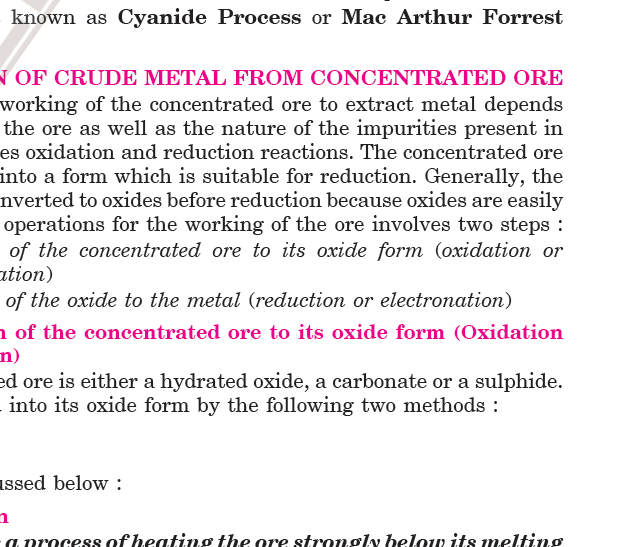 known as Cyanide Process or Mac Arthur Forrest
OF CRUDE METAL FROM CONCENTRATED ORE
working of the concentrated ore to extract metal depends
the ore as well as the nature of the impurities present in
es oxidation and reduction reactions. The concentrated ore
into a form which is suitable for reduction. Generally, the
nverted to oxides before reduction because oxides are easily
operations for the working of the ore involves two steps :
of the concentrated ore to its oxide form (oxidation or
ation)
of the oxide to the metal (reduction or electronation)
n of the concentrated ore to its oxide form (Oxidation
n)
ed ore is either a hydrated oxide, a carbonate or a sulphide.
into its oxide form by the following two methods :
ussed below :
n
a process of heating the ore strongly below its melting